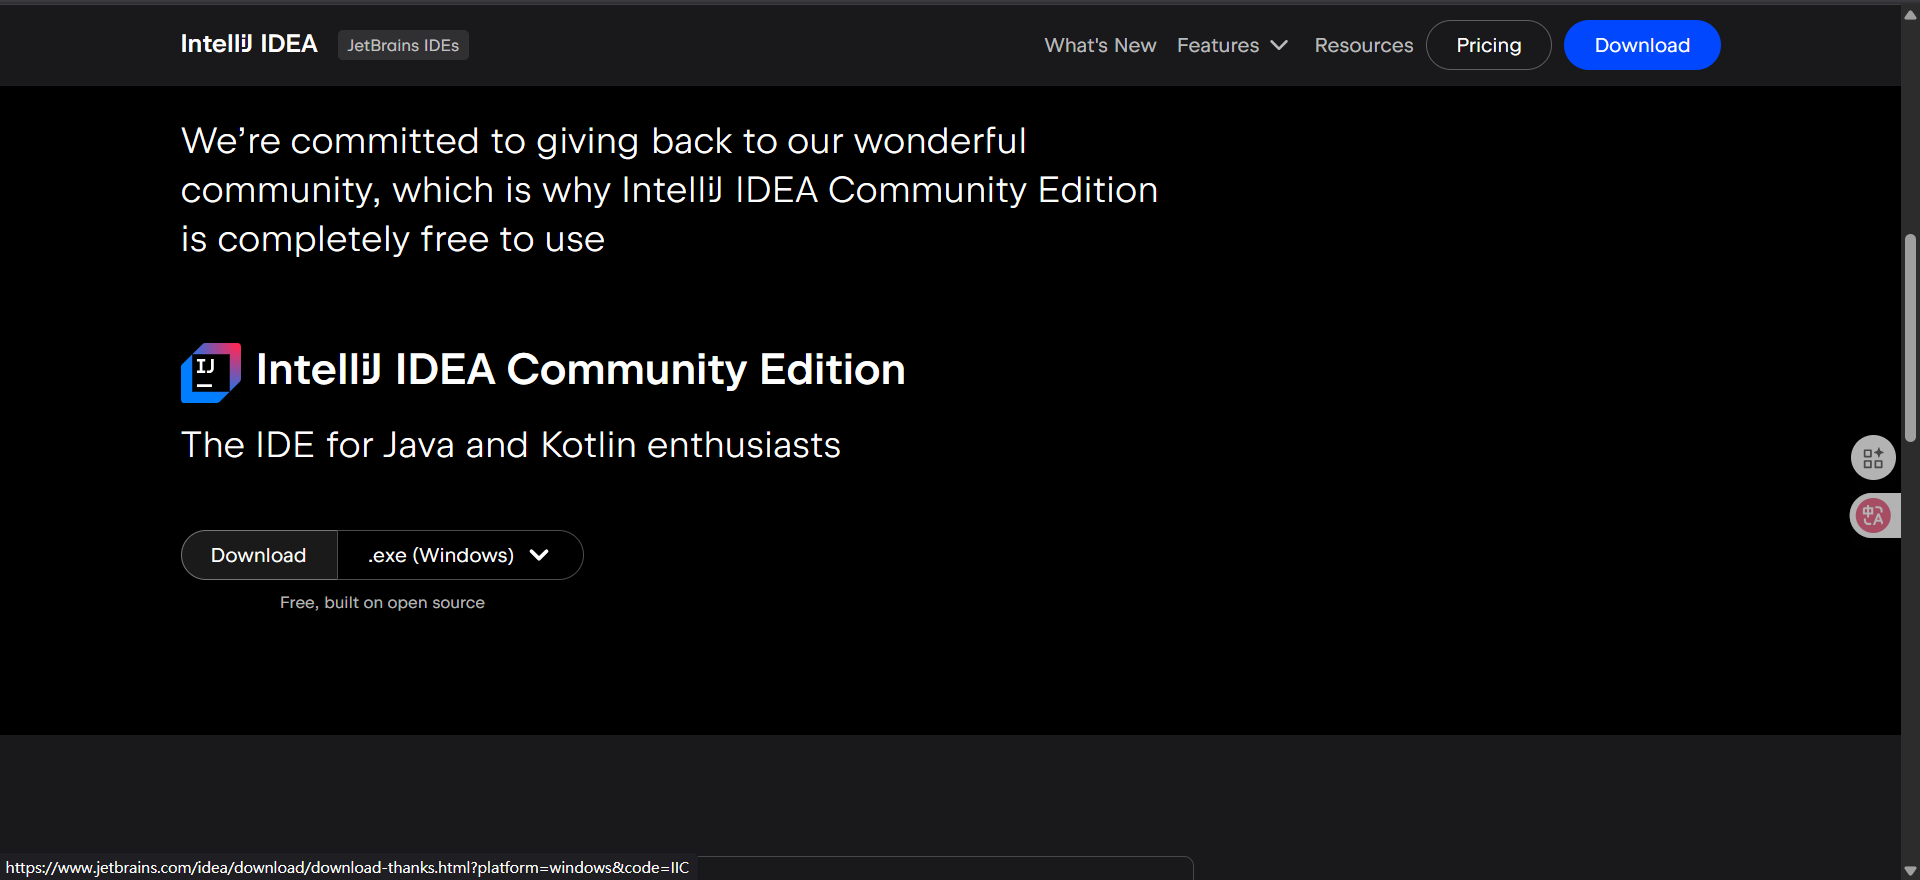 IntelliJ IDEA JetBrains IDEs What's New Features Resources Pricing Download
We're committed to giving back to our wonderful
community, which is why IntelliJ IDEA Community Edition
is completely free to use
IJ IntelliJ IDEA Community Edition
The IDE for Java and Kotlin enthusiasts
Download .exe (Windows)
Free, built on open source
中 A
https://www.jetbrains.com/idea/download/download-thanks.html?platform=windows&code=IIC